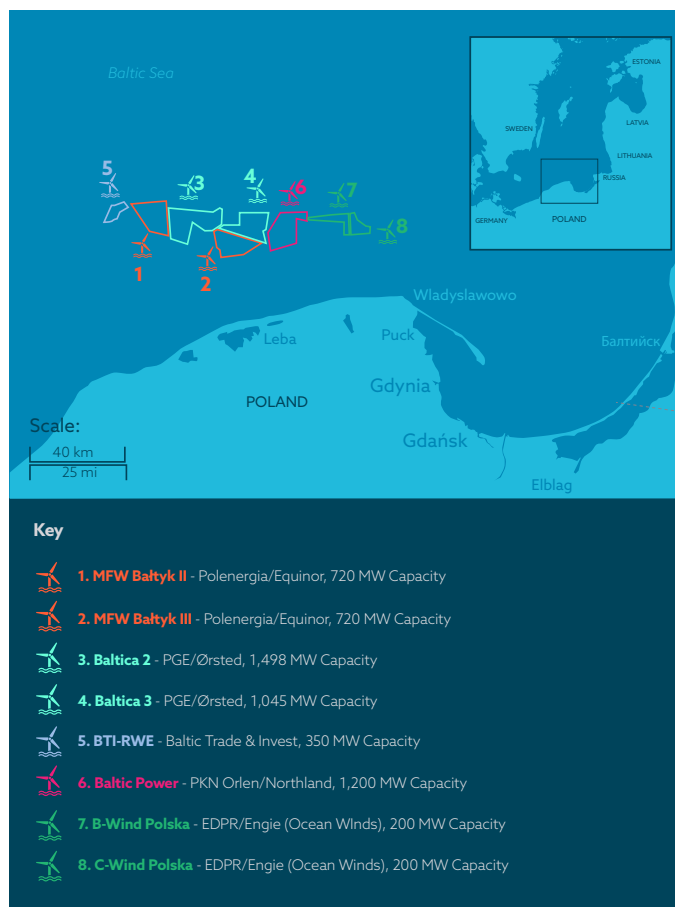 Baltic Sea
ESTONIA
LATVIA
SWEDEN
LITHUANIA
RUSSIA
GERMANY
POLAND
5
3
4
6
7
8
1
2
Wladyslawowo
Leba
Puck
Балтийск
Gdynia
POLAND
Gdańsk
Elblag
Scale:
40 km
25 mi
Key
1. MFW Bałtyk II - Polenergia/Equinor, 720 MW Capacity
2. MFW Bałtyk III - Polenergia/Equinor, 720 MW Capacity
3. Baltica 2 - PGE/Ørsted, 1,498 MW Capacity
4. Baltica 3 - PGE/Ørsted, 1,045 MW Capacity
5. BTI-RWE - Baltic Trade & Invest, 350 MW Capacity
6. Baltic Power - PKN Orlen/Northland, 1,200 MW Capacity
7. B-Wind Polska - EDPR/Engie (Ocean WInds), 200 MW Capacity
8. C-Wind Polska - EDPR/Engie (Ocean Winds), 200 MW Capacity